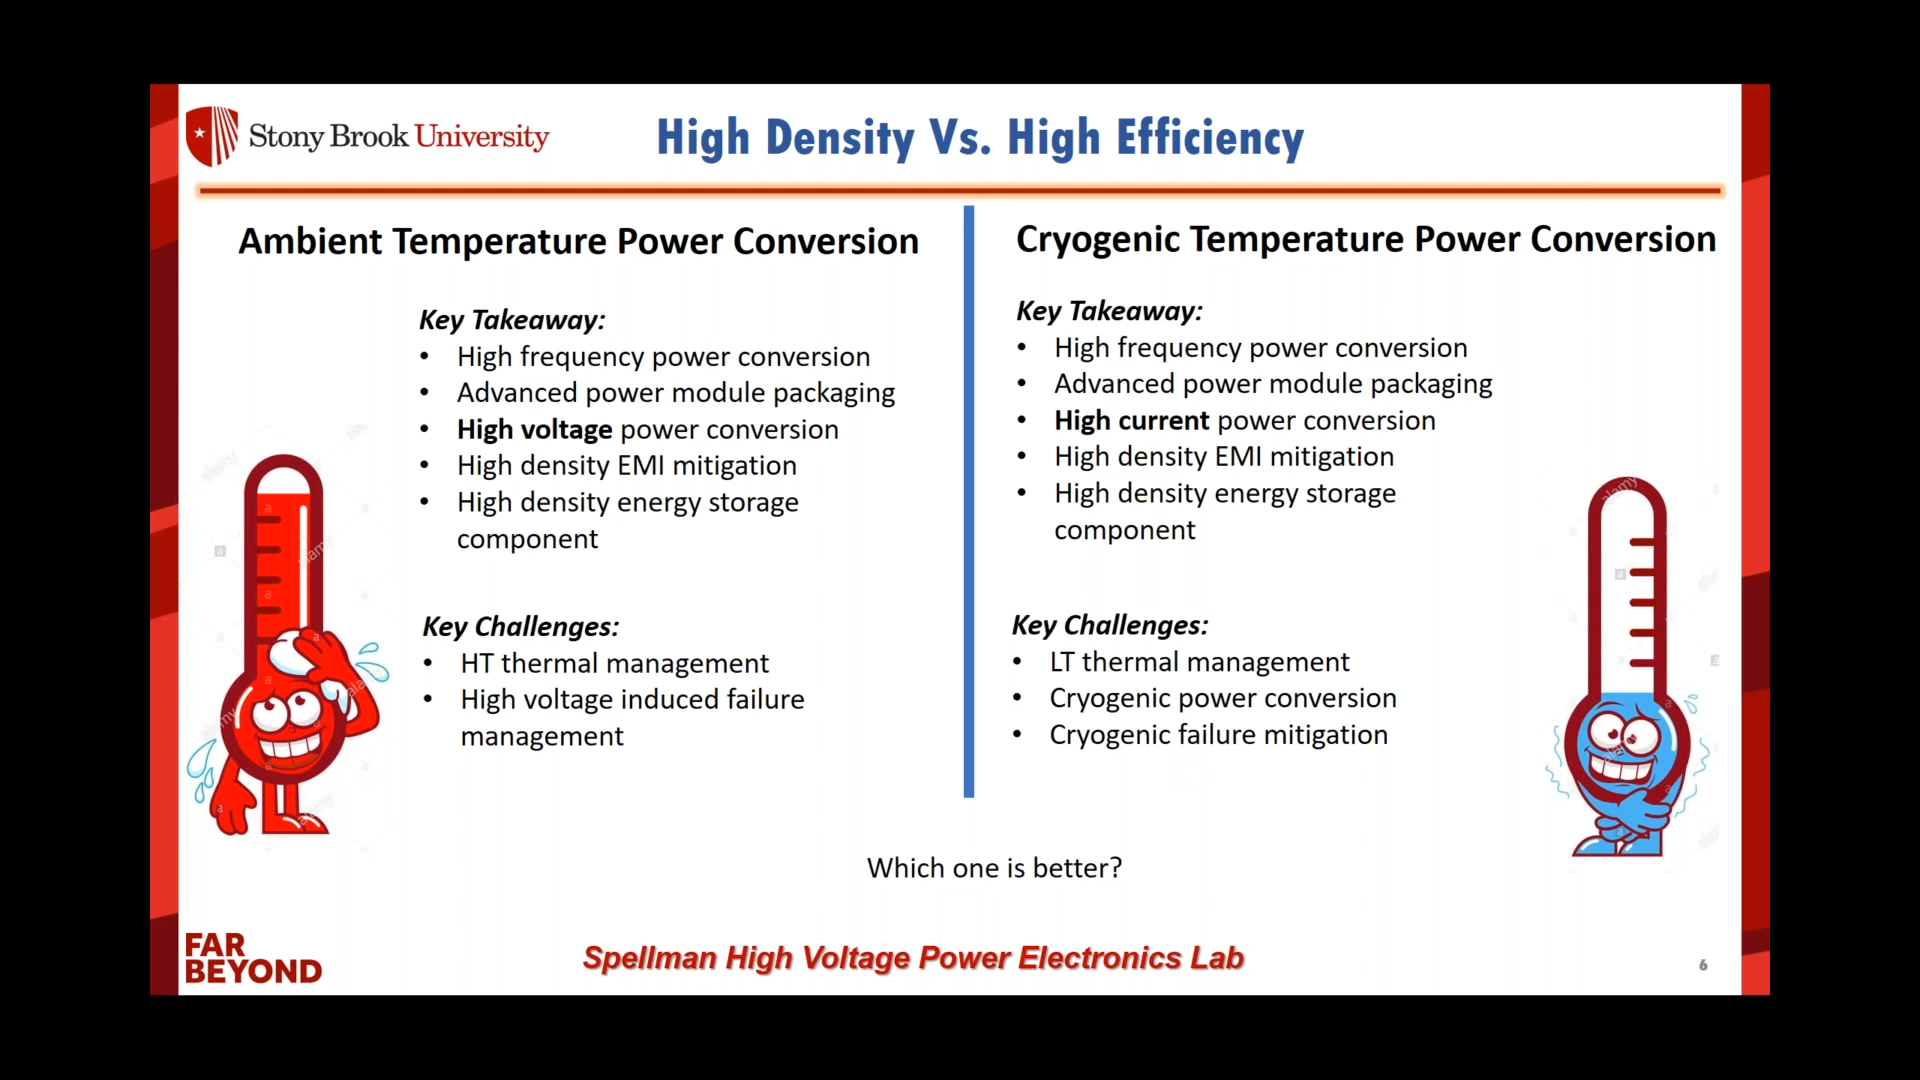 Stony Brook University
High Density Vs. High Efficiency
Ambient Temperature Power Conversion
Key Takeaway:
• High frequency power conversion
• Advanced power module packaging
• High voltage power conversion
• High density EMI mitigation
• High density energy storage
component
Key Challenges:
• HT thermal management
• High voltage induced failure
management
Cryogenic Temperature Power Conversion
Key Takeaway:
• High frequency power conversion
• Advanced power module packaging
• High current power conversion
• High density EMI mitigation
• High density energy storage
component
Key Challenges:
• LT thermal management
• Cryogenic power conversion
• Cryogenic failure mitigation
alamy
alamy
Which one is better?
FAR
BEYOND
Spellman High Voltage Power Electronics Lab
6